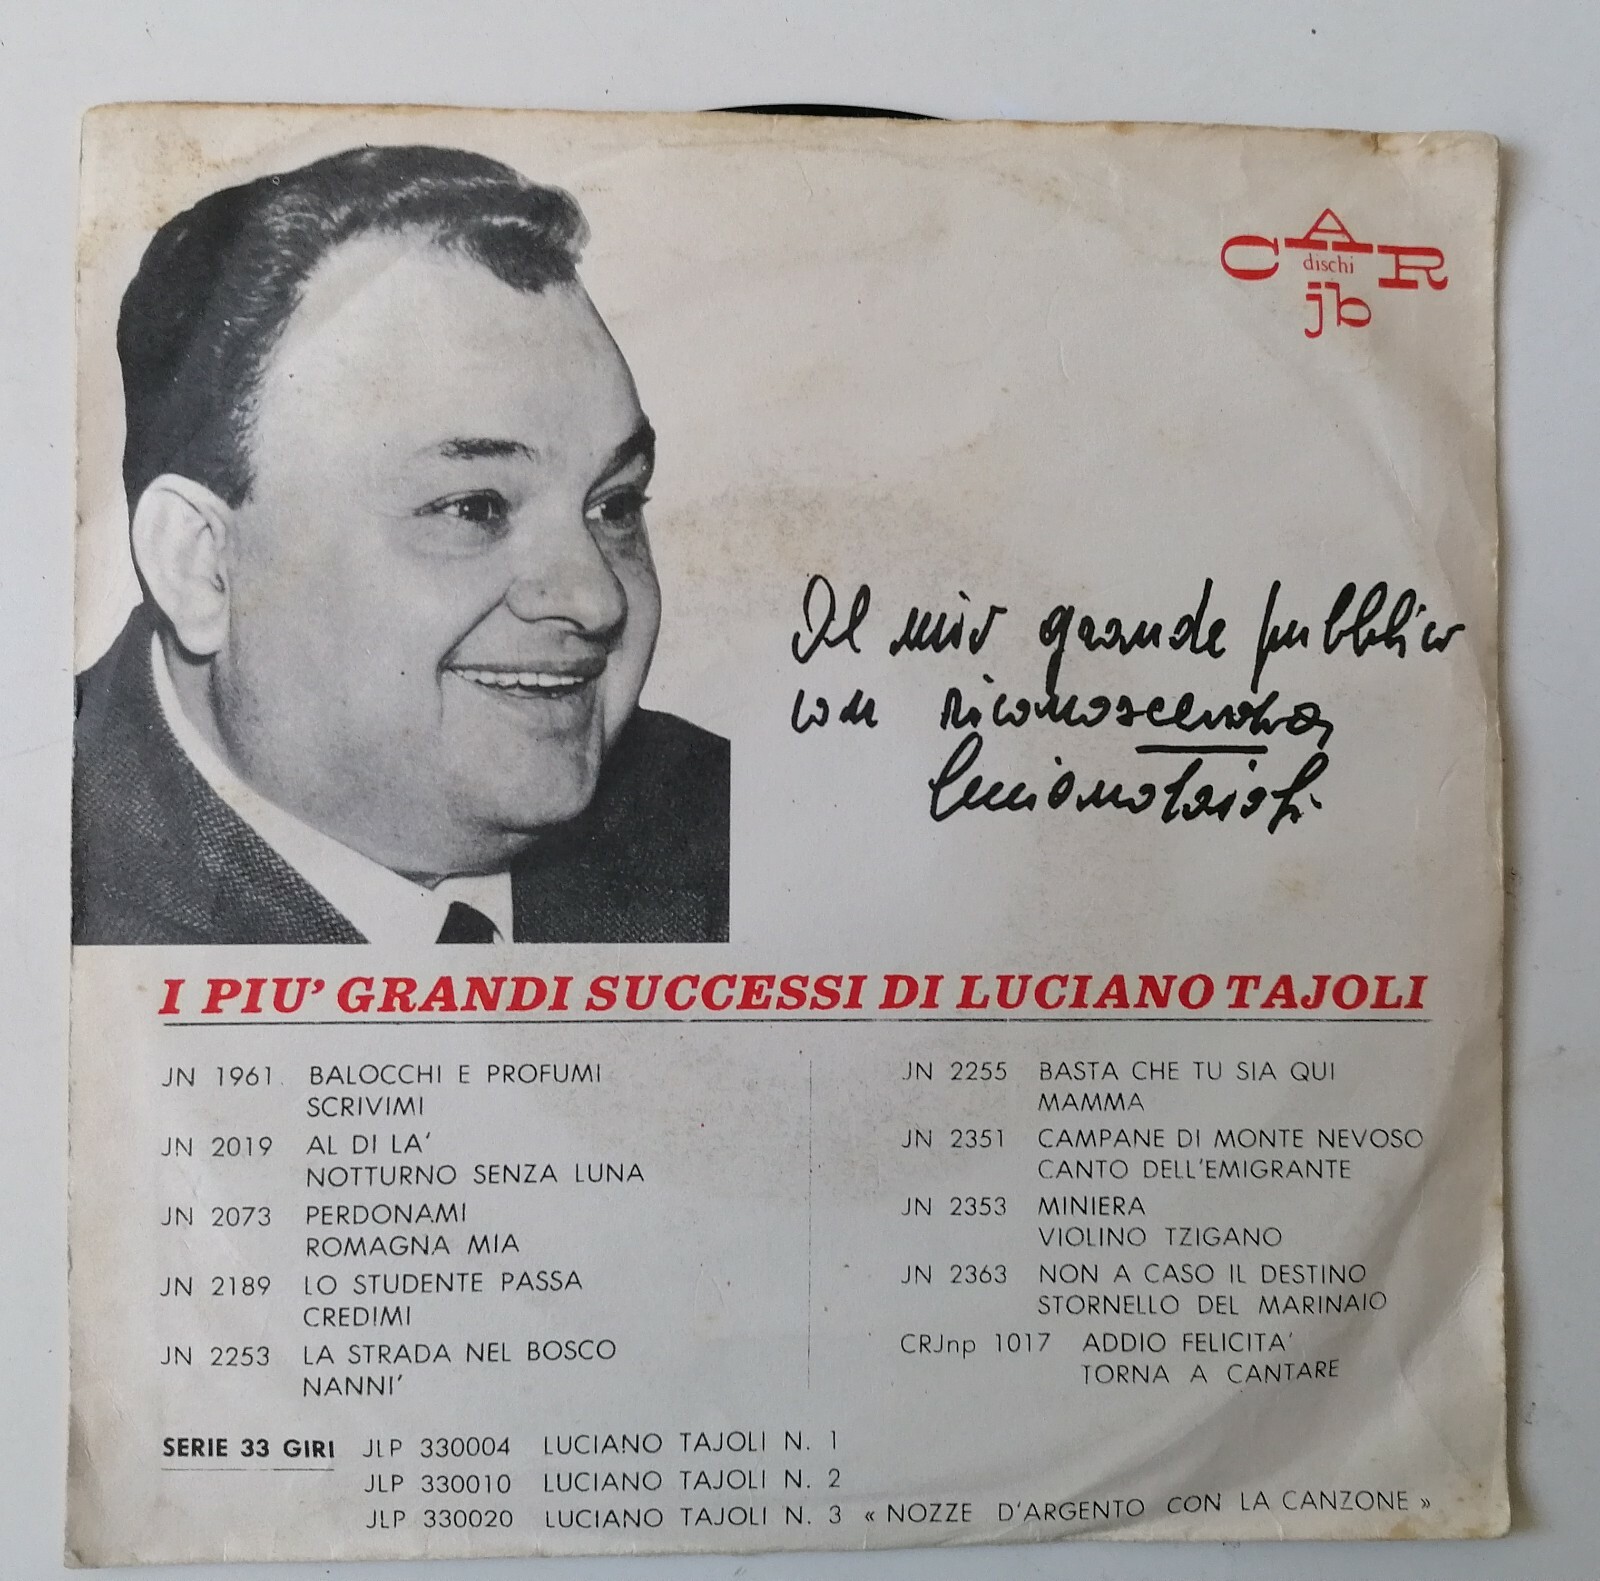 CAR
dischi
jb
Al mio grande pubblico
con riconoscenza
Luciano Tajoli
I PIU' GRANDI SUCCESSI DI LUCIANO TAJOLI
JN 1961. BALOCCHI E PROFUMI
SCRIVIMI
JN 2019 AL DI LA'
NOTTURNO SENZA LUNA
JN 2073 PERDONAMI
ROMAGNA MIA
JN 2189 LO STUDENTE PASSA
CREDIMI
JN 2253 LA STRADA NEL BOSCO
NANNI'
JN 2255 BASTA CHE TU SIA QUI
MAMMA
JN 2351 CAMPANE DI MONTE NEVOSO
CANTO DELL'EMIGRANTE
JN 2353 MINIERA
VIOLINO TZIGANO
JN 2363 NON A CASO IL DESTINO
STORNELLO DEL MARINAIO
CRJnp 1017 ADDIO FELICITA'
TORNA A CANTARE
SERIE 33 GIRI JLP 330004 LUCIANO TAJOLI N. 1
JLP 330010 LUCIANO TAJOLI N. 2
JLP 330020 LUCIANO TAJOLI N. 3 « NOZZE D'ARGENTO CON LA CANZONE »